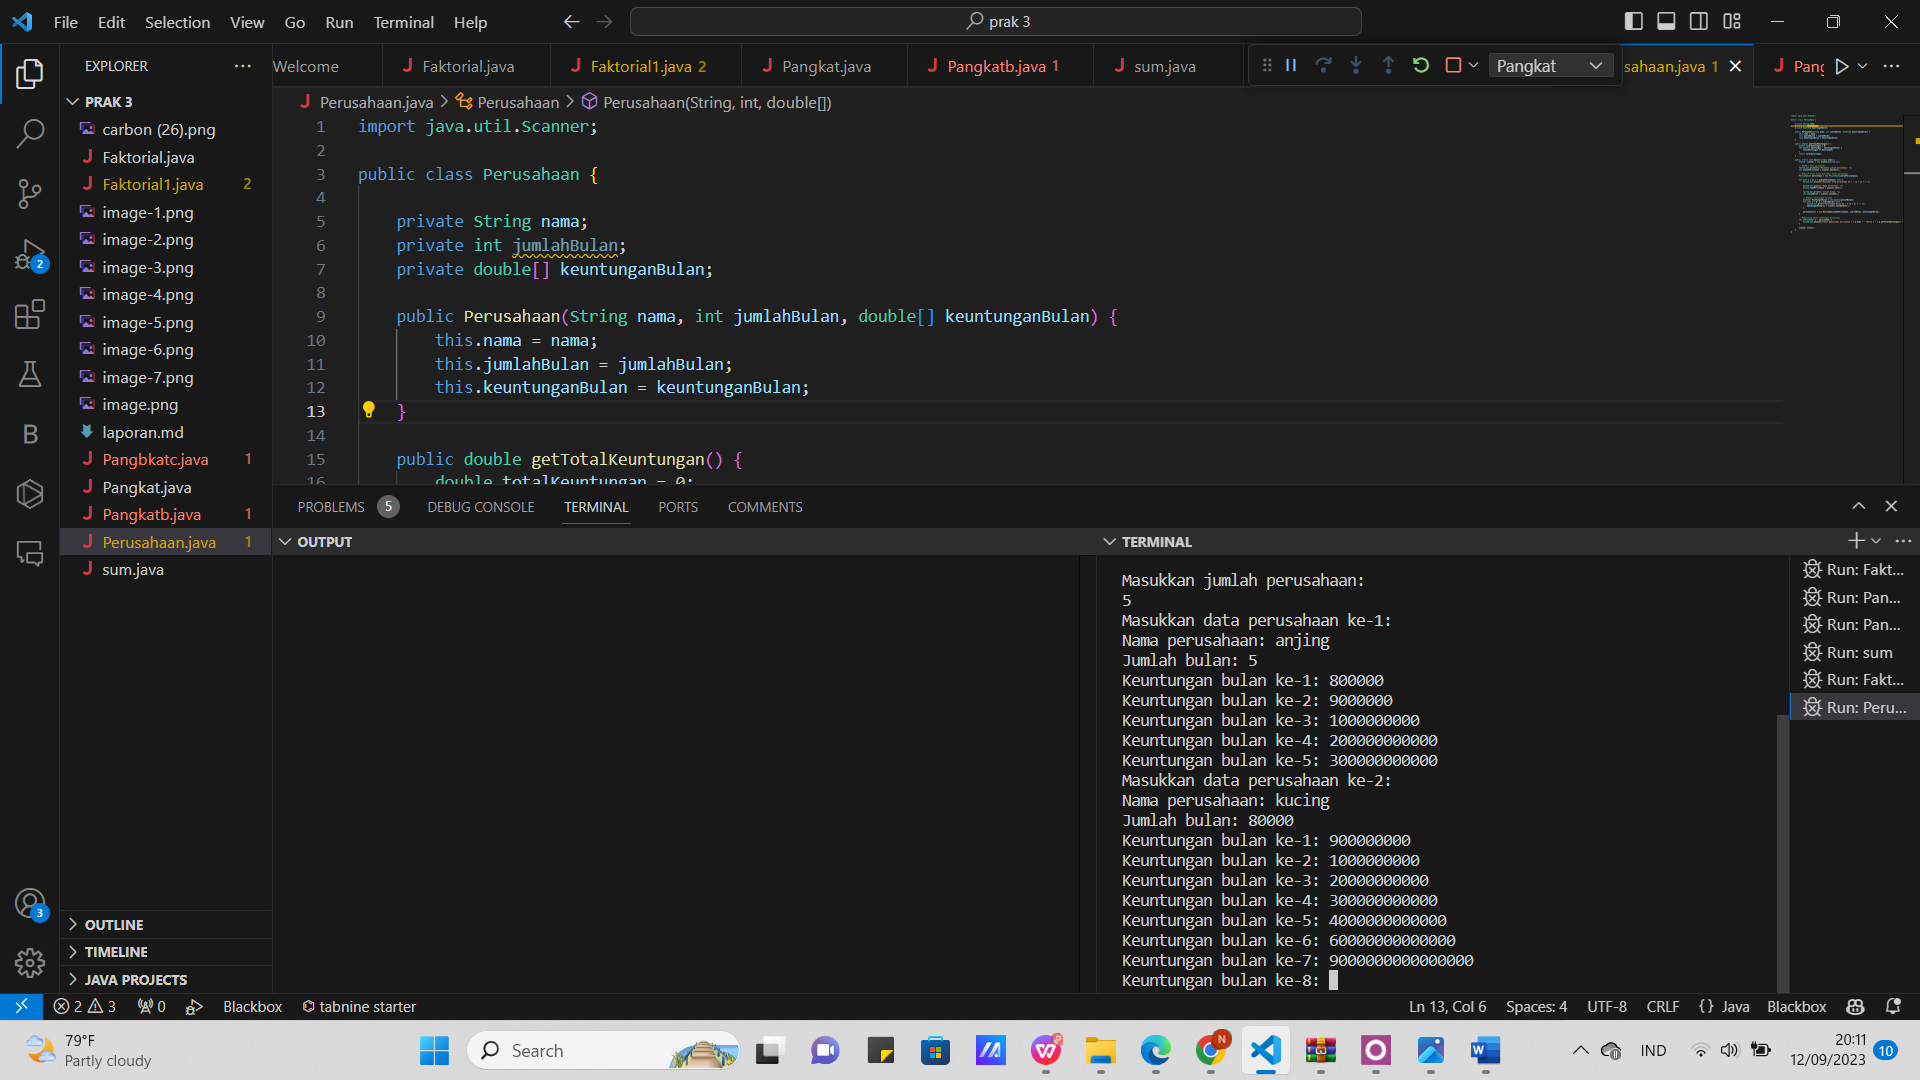 File Edit Selection View Go Run Terminal Help
prak 3
EXPLORER
Welcome
Faktorial.java
Faktorial1.java 2
Pangkat.java
Pangkatb.java 1
sum.java
Pangkat
sahaan.java 1
Pang
PRAK 3
carbon (26).png
Faktorial.java
Faktorial1.java 2
image-1.png
image-2.png
image-3.png
image-4.png
image-5.png
image-6.png
image-7.png
image.png
laporan.md
Pangbkatc.java 1
Pangkat.java
Pangkatb.java 1
Perusahaan.java 1
sum.java
OUTLINE
TIMELINE
JAVA PROJECTS
2
3
Perusahaan.java > Perusahaan > Perusahaan(String, int, double[])
1 import java.util.Scanner;
2
3 public class Perusahaan {
4
5 private String nama;
6 private int jumlahBulan;
7 private double[] keuntunganBulan;
8
9 public Perusahaan(String nama, int jumlahBulan, double[] keuntunganBulan) {
10 this.nama = nama;
11 this.jumlahBulan = jumlahBulan;
12 this.keuntunganBulan = keuntunganBulan;
13 }
14
15 public double getTotalKeuntungan() {
16 double totalKeuntungan = 0;
PROBLEMS 5 DEBUG CONSOLE TERMINAL PORTS COMMENTS
OUTPUT
TERMINAL
Masukkan jumlah perusahaan:
5
Masukkan data perusahaan ke-1:
Nama perusahaan: anjing
Jumlah bulan: 5
Keuntungan bulan ke-1: 800000
Keuntungan bulan ke-2: 9000000
Keuntungan bulan ke-3: 1000000000
Keuntungan bulan ke-4: 200000000000
Keuntungan bulan ke-5: 300000000000
Masukkan data perusahaan ke-2:
Nama perusahaan: kucing
Jumlah bulan: 80000
Keuntungan bulan ke-1: 900000000
Keuntungan bulan ke-2: 1000000000
Keuntungan bulan ke-3: 20000000000
Keuntungan bulan ke-4: 300000000000
Keuntungan bulan ke-5: 4000000000000
Keuntungan bulan ke-6: 60000000000000
Keuntungan bulan ke-7: 9000000000000000
Keuntungan bulan ke-8:
Run: Fakt...
Run: Pan...
Run: Pan...
Run: sum
Run: Fakt...
Run: Peru...
2 3 0 Blackbox tabnine starter
Ln 13, Col 6 Spaces: 4 UTF-8 CRLF {} Java Blackbox
79°F
Partly cloudy
Search
IND
20:11
12/09/2023
10